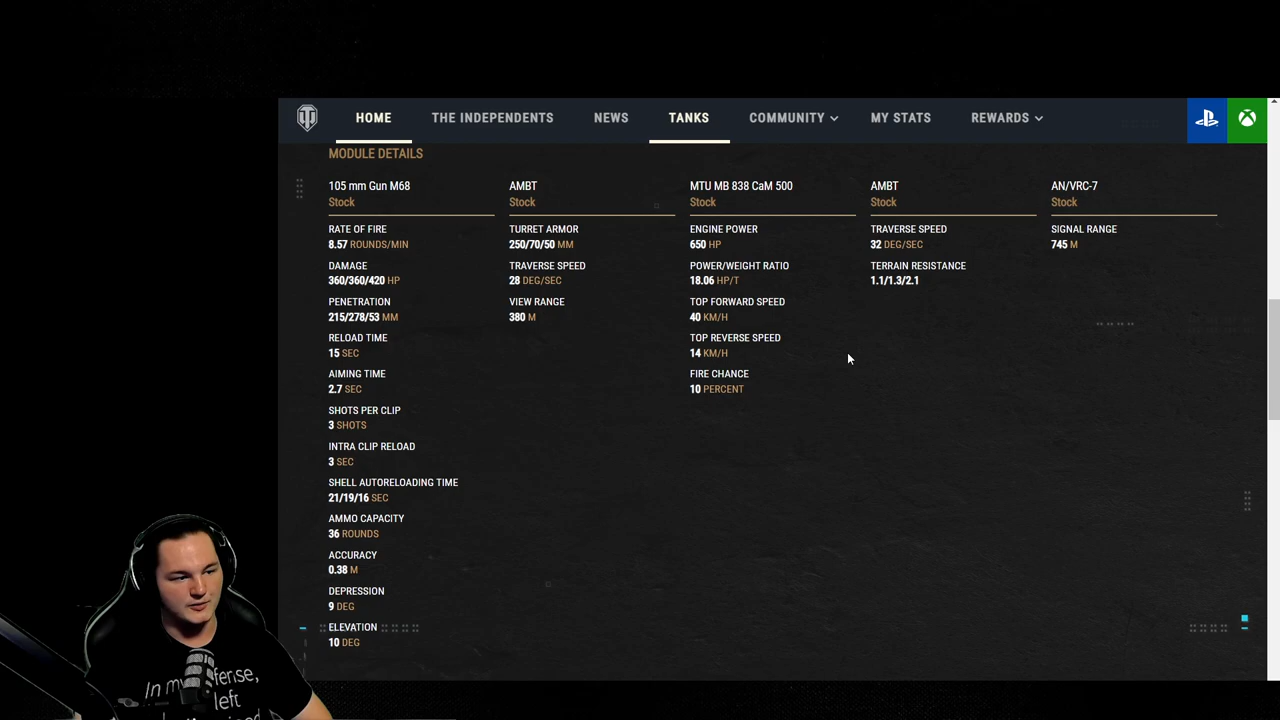 HOME THE INDEPENDENTS NEWS TANKS COMMUNITY MY STATS REWARDS
MODULE DETAILS
105 mm Gun M68
Stock
RATE OF FIRE
8.57 ROUNDS/MIN
DAMAGE
360/360/420 HP
PENETRATION
215/278/53 MM
RELOAD TIME
15 SEC
AIMING TIME
2.7 SEC
SHOTS PER CLIP
3 SHOTS
INTRA CLIP RELOAD
3 SEC
SHELL AUTORELOADING TIME
21/19/16 SEC
AMMO CAPACITY
36 ROUNDS
ACCURACY
0.38 M
DEPRESSION
9 DEG
ELEVATION
10 DEG
AMBT
Stock
TURRET ARMOR
250/70/50 MM
TRAVERSE SPEED
28 DEG/SEC
VIEW RANGE
380 M
MTU MB 838 CaM 500
Stock
ENGINE POWER
650 HP
POWER/WEIGHT RATIO
18.06 HP/T
TOP FORWARD SPEED
40 KM/H
TOP REVERSE SPEED
14 KM/H
FIRE CHANCE
10 PERCENT
AMBT
Stock
TRAVERSE SPEED
32 DEG/SEC
TERRAIN RESISTANCE
1.1/1.3/2.1
AN/VRC-7
Stock
SIGNAL RANGE
745 M
In my
left